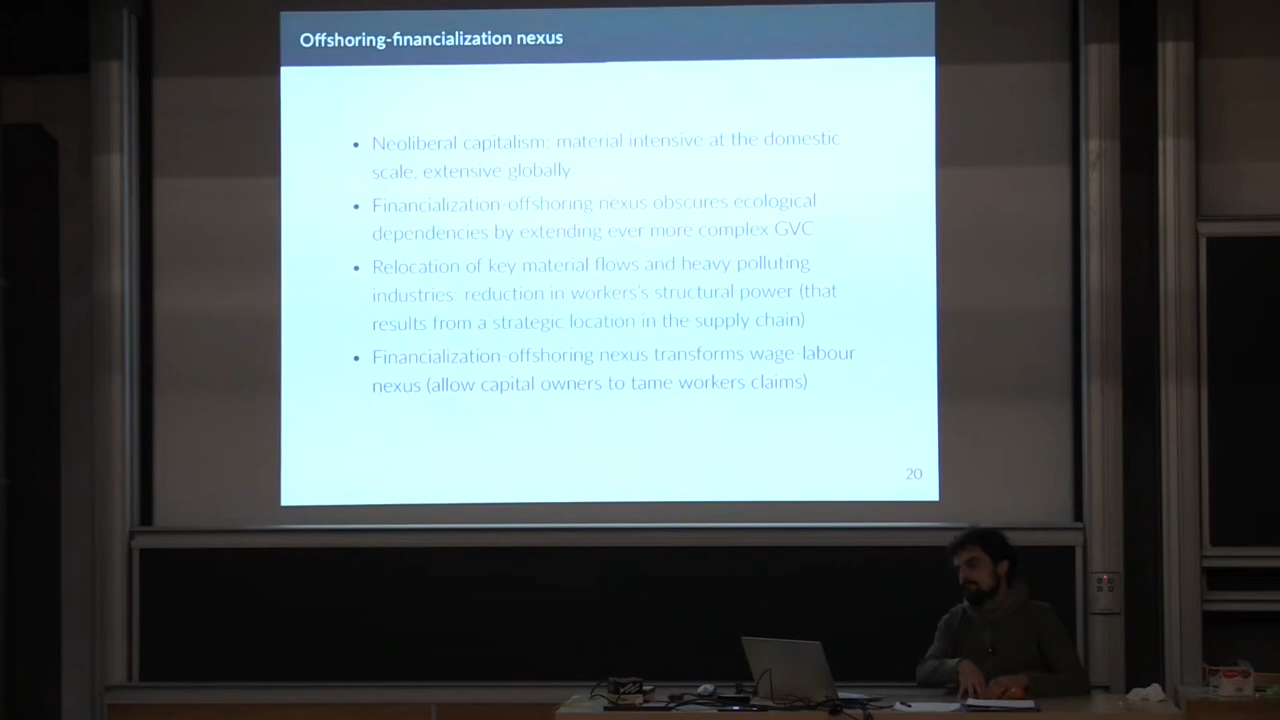 Offshoring-financialization nexus
• Neoliberal capitalism: material intensive at the domestic
scale, extensive globally
• Financialization-offshoring nexus obscures ecological
dependencies by extending ever more complex GVC
• Relocation of key material flows and heavy polluting
industries: reduction in workers's structural power (that
results from a strategic location in the supply chain)
• Financialization-offshoring nexus transforms wage-labour
nexus (allow capital owners to tame workers claims)
20